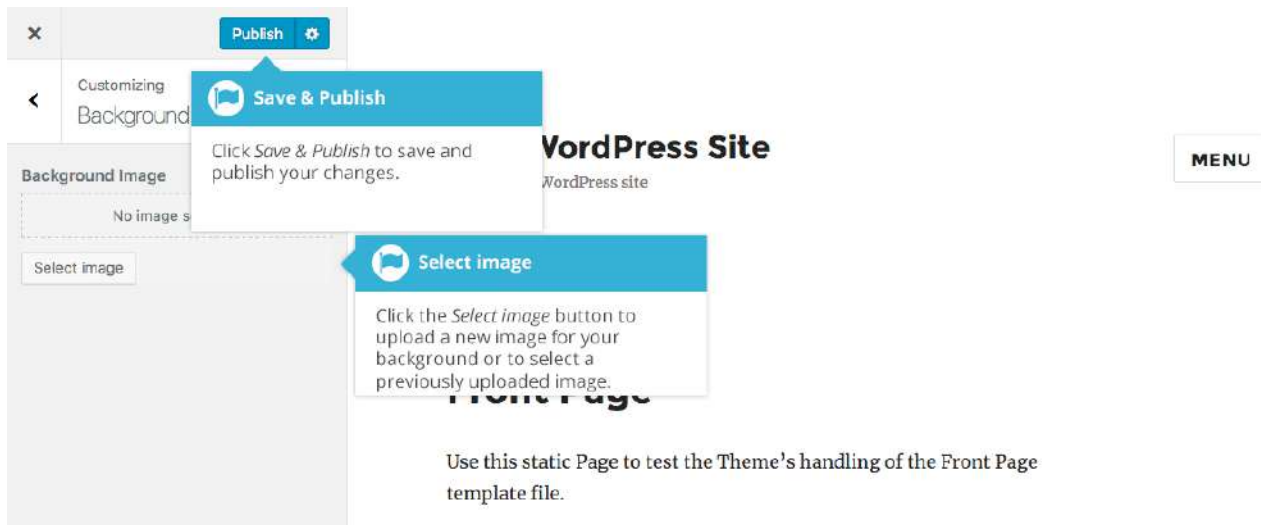 Publish
Customizing
Background
Save & Publish
Click Save & Publish to save and
publish your changes.
Background Image
No image
Select image
WordPress Site
WordPress site
MENU
Select image
Click the Select image button to
upload a new image for your
background or to select a
previously uploaded image.
Front Page
Use this static Page to test the Theme's handling of the Front Page
template file.